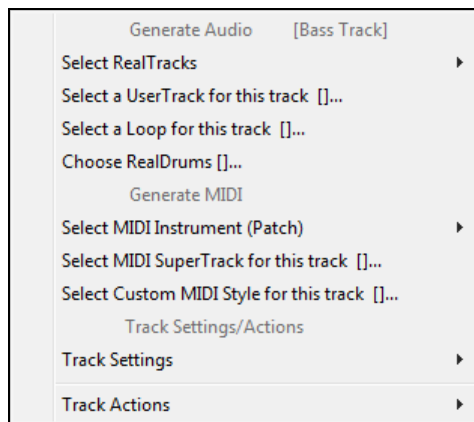 Generate Audio [Bass Track]
Select RealTracks
Select a UserTrack for this track []...
Select a Loop for this track []...
Choose RealDrums []...
Generate MIDI
Select MIDI Instrument (Patch)
Select MIDI SuperTrack for this track []...
Select Custom MIDI Style for this track []...
Track Settings/Actions
Track Settings
Track Actions